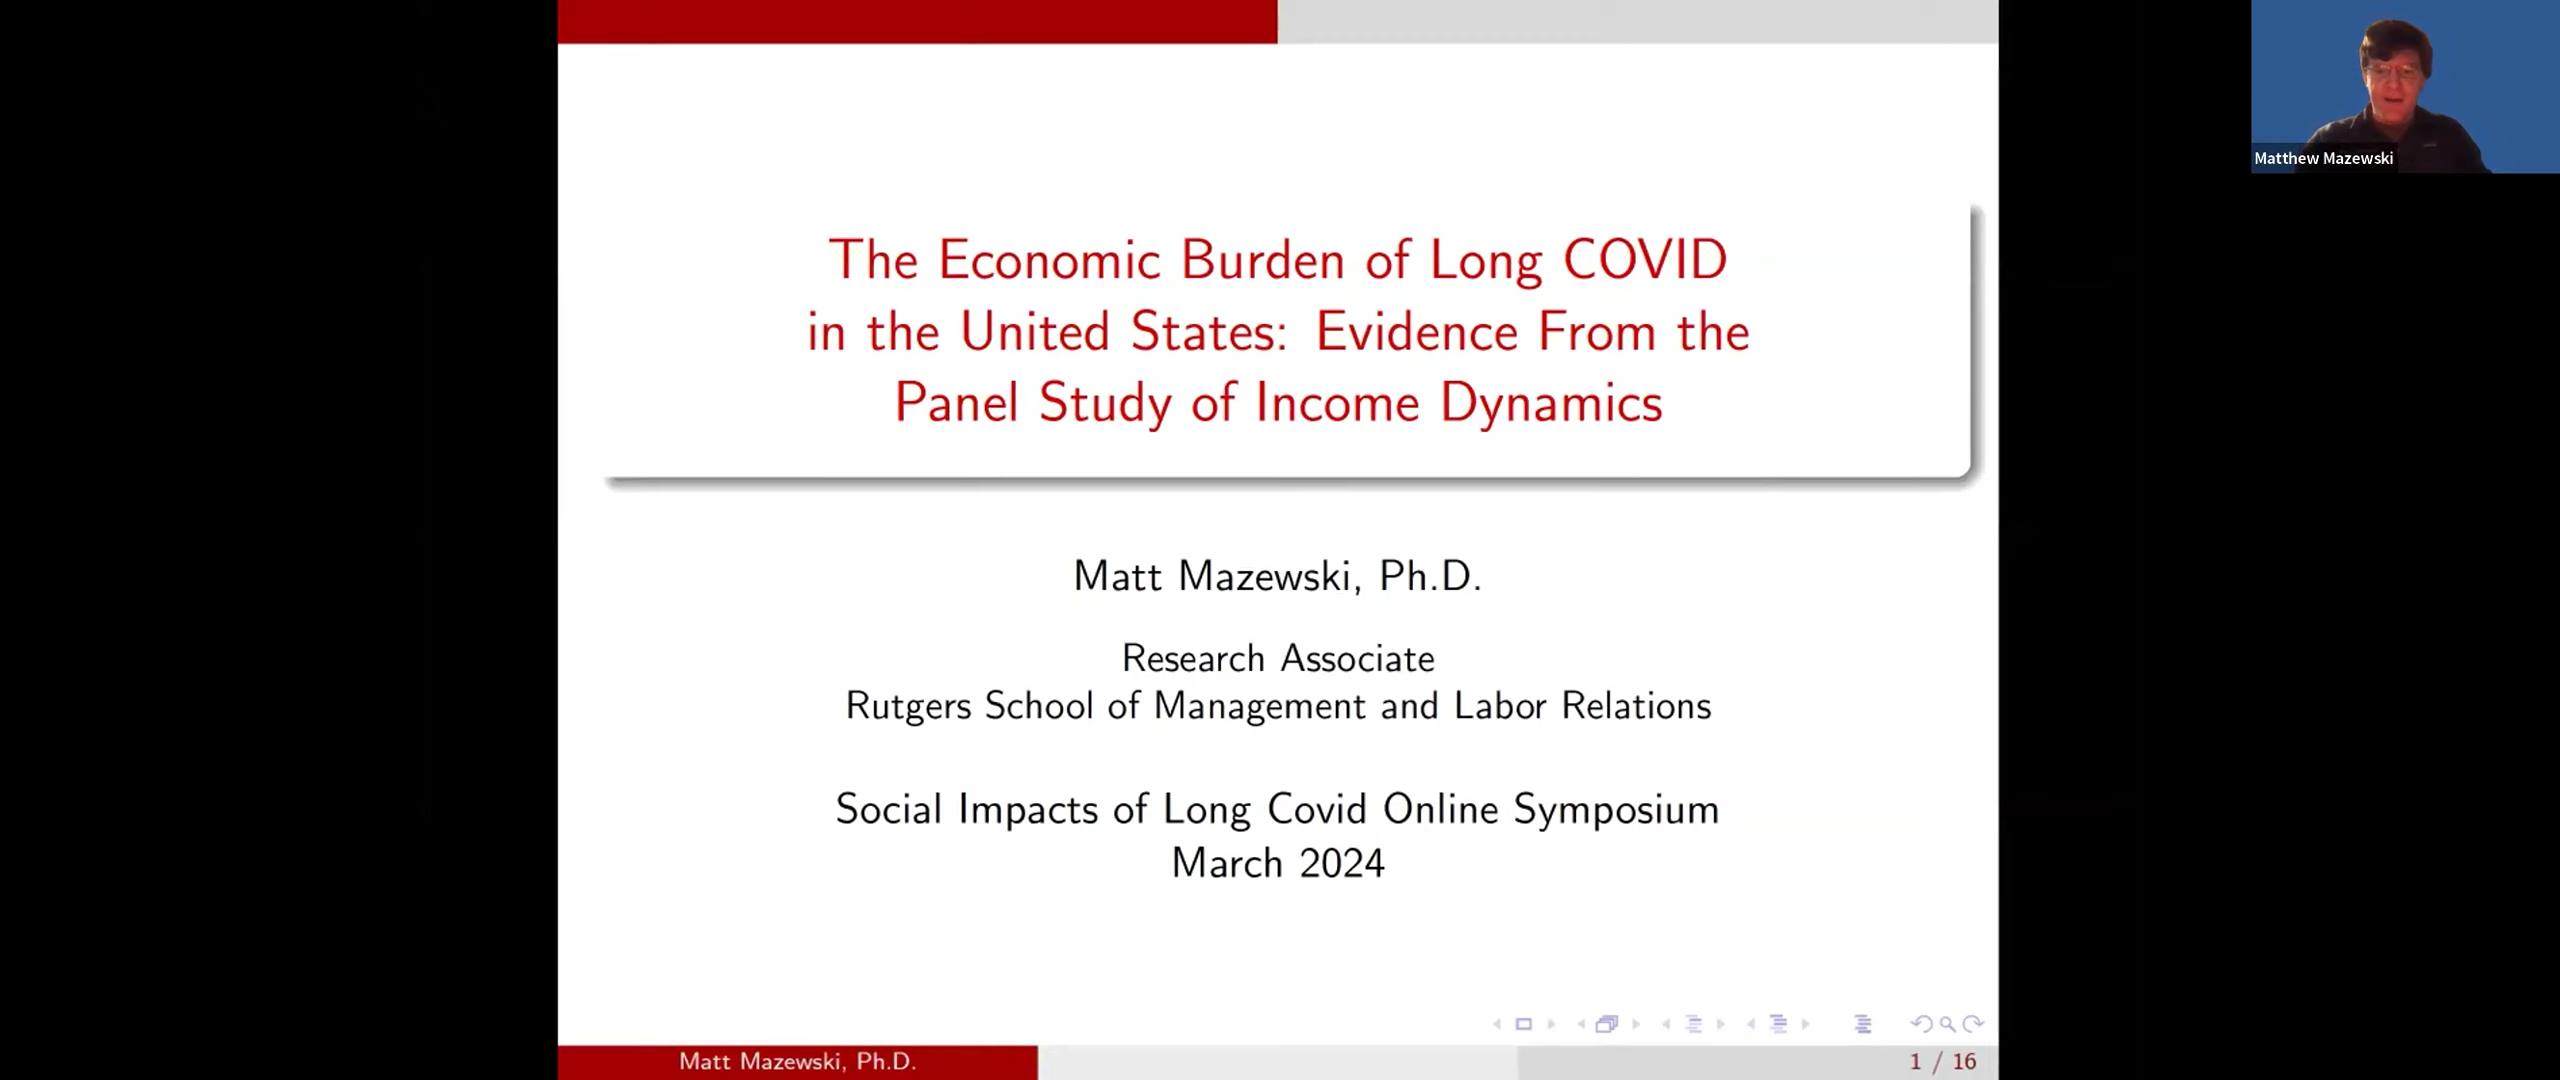 The Economic Burden of Long COVID
in the United States: Evidence From the
Panel Study of Income Dynamics
Matt Mazewski, Ph.D.
Research Associate
Rutgers School of Management and Labor Relations
Social Impacts of Long Covid Online Symposium
March 2024
Matt Mazewski, Ph.D.
1 / 16
Matthew Mazewski